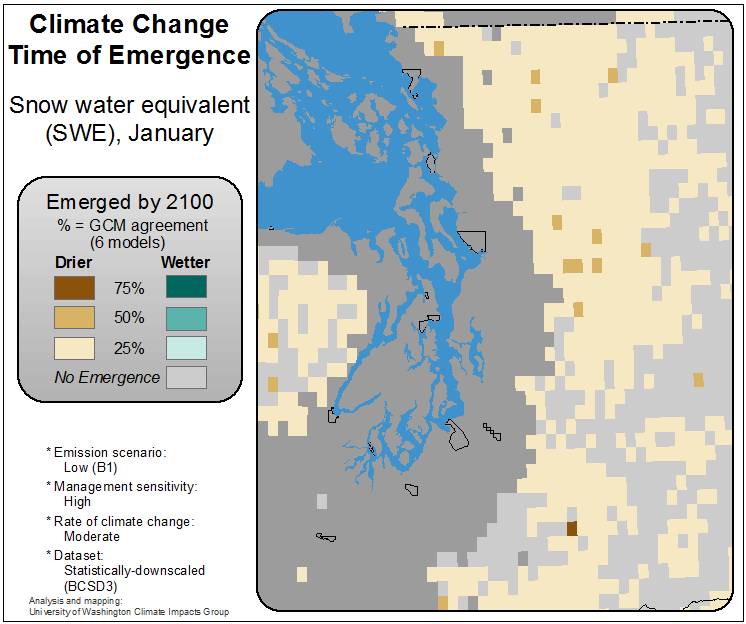 Climate Change
Time of Emergence
Snow water equivalent
(SWE), January
Emerged by 2100
% = GCM agreement
(6 models)
Drier Wetter
75%
50%
25%
No Emergence
* Emission scenario:
Low (B1)
* Management sensitivity:
High
* Rate of climate change:
Moderate
* Dataset:
Statistically-downscaled
(BCSD3)
Analysis and mapping:
University of Washington Climate Impacts Group